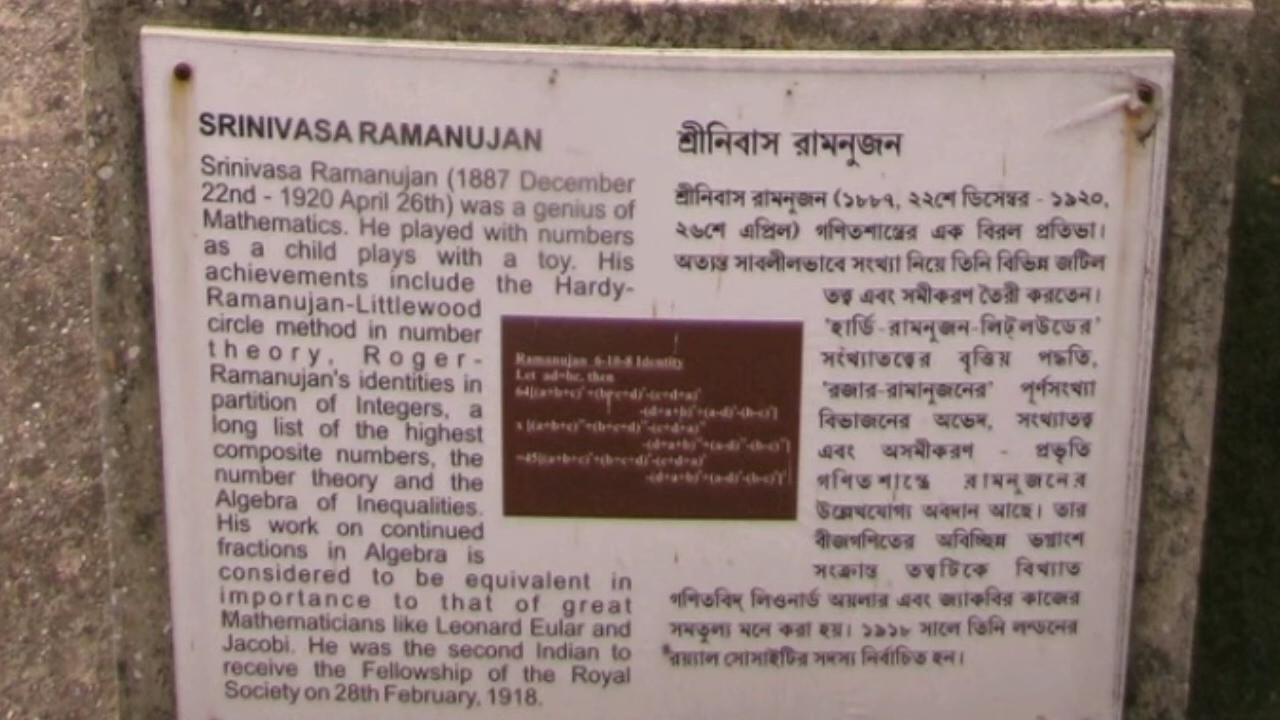 SRINIVASA RAMANUJAN
Srinivasa Ramanujan (1887 December
22nd - 1920 April 26th) was a genius of
Mathematics. He played with numbers
as a child plays with a toy. His
achievements include the Hardy-
Ramanujan-Littlewood
circle method in number
theory, Roger-
Ramanujan's identities in
partition of Integers, a
long list of the highest
composite numbers, the
number theory and the
Algebra of Inequalities.
His work on continued
fractions in Algebra is
considered to be equivalent in
importance to that of great
Mathematicians like Leonard Eular and
Jacobi. He was the second Indian to
receive the Fellowship of the Royal
Society on 28th February, 1918.
Ramanujan 6-10-8 Identity
Let ad=bc, then
শ্রীনিবাস রামনুজন
শ্রীনিবাস রামনুজন (১৮৮৭, ২২শে ডিসেম্বর - ১৯২০,
২৬শে এপ্রিল) গণিতশাস্ত্রের এক বিরল প্রতিভা।
অত্যন্ত সাবলীলভাবে সংখ্যা নিয়ে তিনি বিভিন্ন জটিল
তত্ব এবং সমীকরণ তৈরী করতেন।
'হার্ডি-রামনুজন-লিট্‌লউডের'
সংখ্যাতত্বের বৃত্তিয় পদ্ধতি,
'রজার-রামানুজনের' পূর্ণসংখ্যা
বিভাজনের অভেদ, সংখ্যাতত্ব
এবং অসমীকরণ - প্রভৃতি
গণিতশাস্ত্রে রামনুজনের
উল্লেখযোগ্য অবদান আছে। তার
বীজগণিতের অবিচ্ছিন্ন ভগ্নাংশ
সংক্রান্ত তত্বটিকে বিখ্যাত
গণিতবিদ্ লিওনার্ড অয়লার এবং জ্যাকবির কাজের
সমতূল্য মনে করা হয়। ১৯১৮ সালে তিনি লন্ডনের
রয়্যাল সোসাইটির সদস্য নির্বাচিত হন।